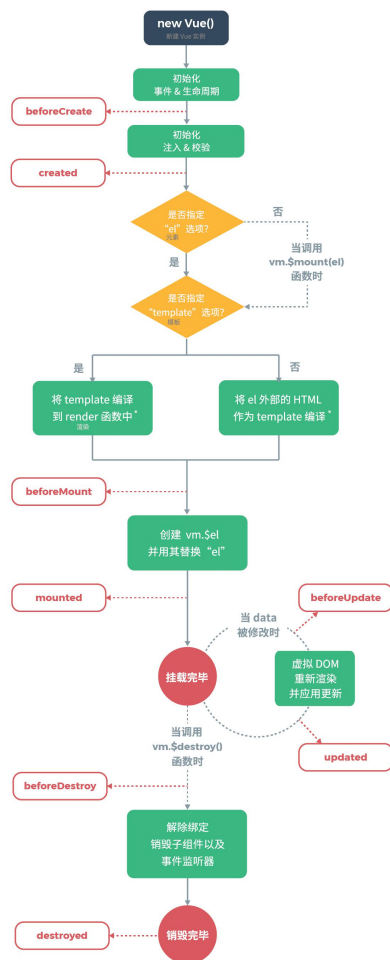 new Vue()
新建 Vue 实例
初始化
事件 & 生命周期
beforeCreate
初始化
注入 & 校验
created
是否指定
“el” 选项？
元素
否
当调用
vm.$mount(el)
函数时
是
是否指定
“template” 选项？
模板
是
否
将 template 编译
到 render 函数中*
渲染
将 el 外部的 HTML
作为 template 编译*
beforeMount
创建 vm.$el
并用其替换 “el”
mounted
beforeUpdate
当 data
被修改时
挂载完毕
虚拟 DOM
重新渲染
并应用更新
当调用
vm.$destroy()
函数时
updated
beforeDestroy
解除绑定
销毁子组件以及
事件监听器
销毁完毕
destroyed